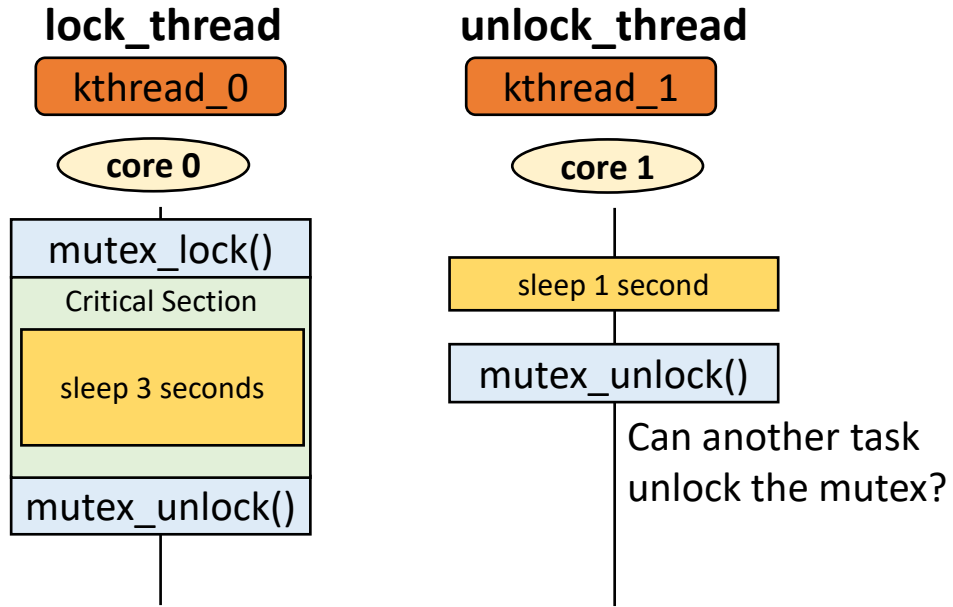 lock_thread
kthread_0
core 0
mutex_lock()
Critical Section
sleep 3 seconds
mutex_unlock()
unlock_thread
kthread_1
core 1
sleep 1 second
mutex_unlock()
Can another task
unlock the mutex?